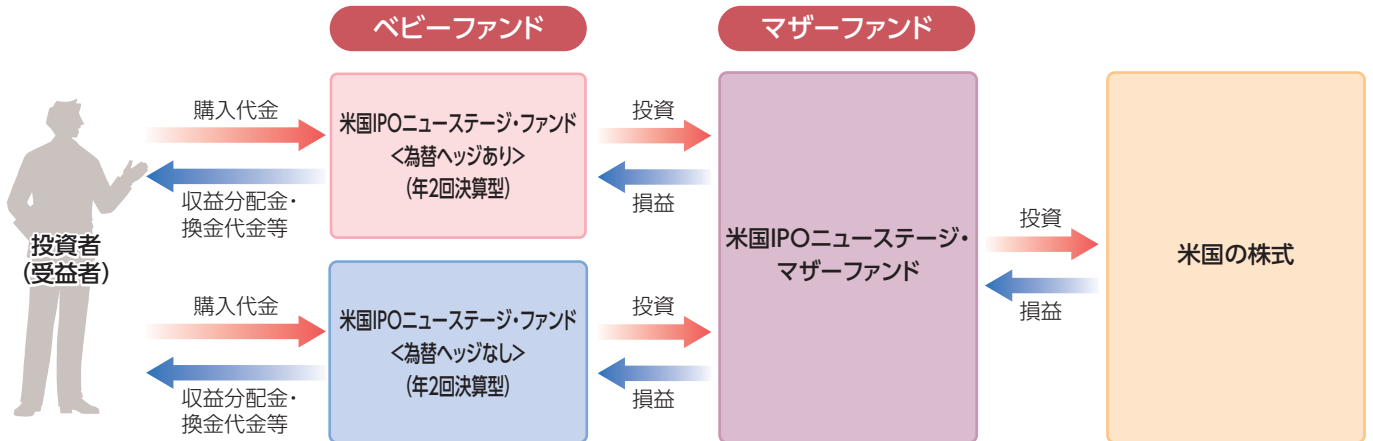 ベビーファンド
マザーファンド
購入代金
収益分配金・
換金代金等
米国IPOニューステージ・ファンド
<為替ヘッジあり>
(年2回決算型)
投資
損益
投資者
(受益者)
購入代金
収益分配金・
換金代金等
米国IPOニューステージ・ファンド
<為替ヘッジなし>
(年2回決算型)
投資
損益
米国IPOニューステージ・
マザーファンド
投資
損益
米国の株式